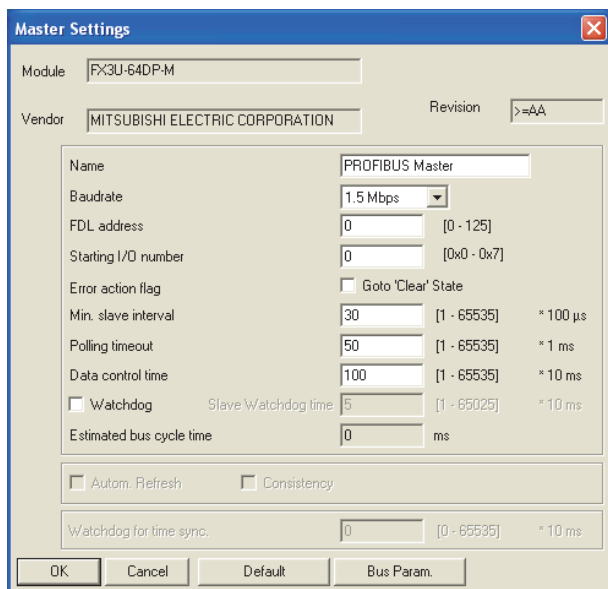 Master Settings
Module FX3U-64DP-M
Vendor MITSUBISHI ELECTRIC CORPORATION Revision >=AA
Name PROFIBUS Master
Baudrate 1.5 Mbps
FDL address 0 [0 - 125]
Starting I/O number 0 [0x0 - 0x7]
Error action flag Goto 'Clear' State
Min. slave interval 30 [1 - 65535] * 100 µs
Polling timeout 50 [1 - 65535] * 1 ms
Data control time 100 [1 - 65535] * 10 ms
Watchdog Slave Watchdog time 5 [1 - 65025] * 10 ms
Estimated bus cycle time 0 ms
Autom. Refresh Consistency
Watchdog for time sync. 0 [0 - 65535] * 10 ms
OK Cancel Default Bus Param.